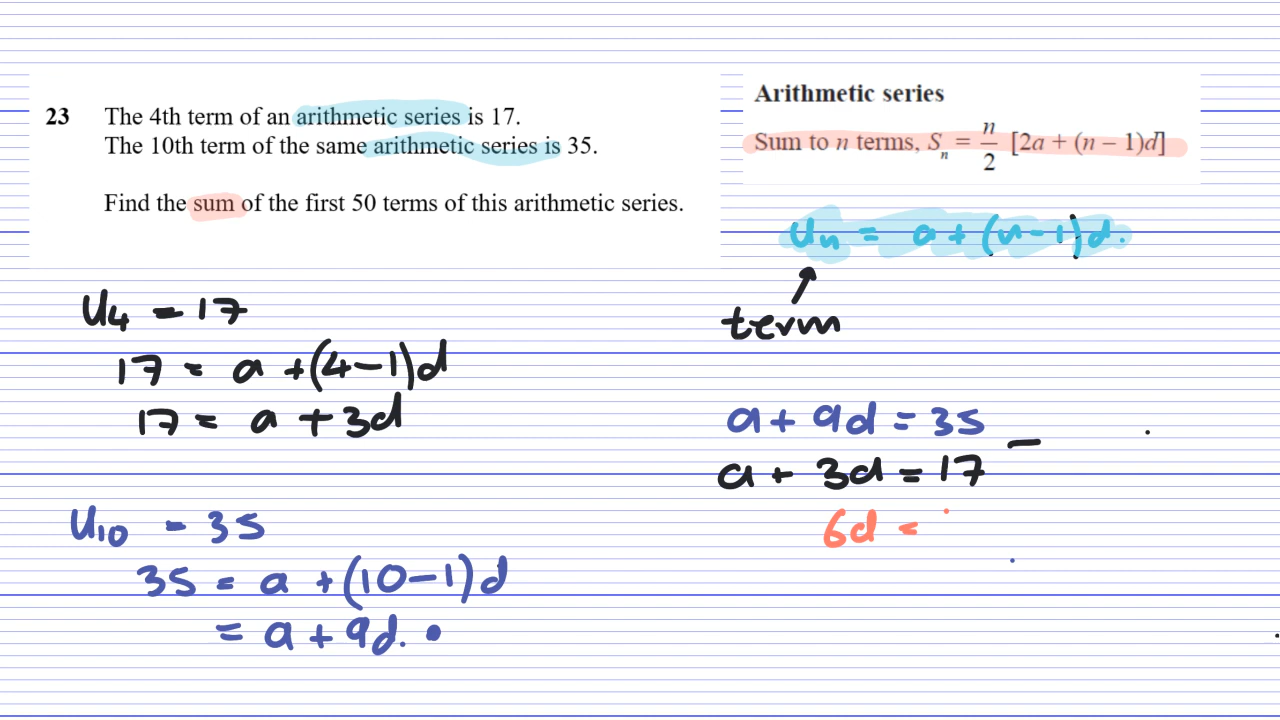 23 The 4th term of an arithmetic series is 17.
The 10th term of the same arithmetic series is 35.
Find the sum of the first 50 terms of this arithmetic series.
Arithmetic series
Sum to n terms, Sₙ = n/2 [2a + (n − 1)d]
Uₙ = a + (n-1)d.
term
U₄ = 17
17 = a + (4-1)d
17 = a + 3d
U₁₀ = 35
35 = a + (10-1)d
= a + 9d.
a + 9d = 35
a + 3d = 17 −
6d =